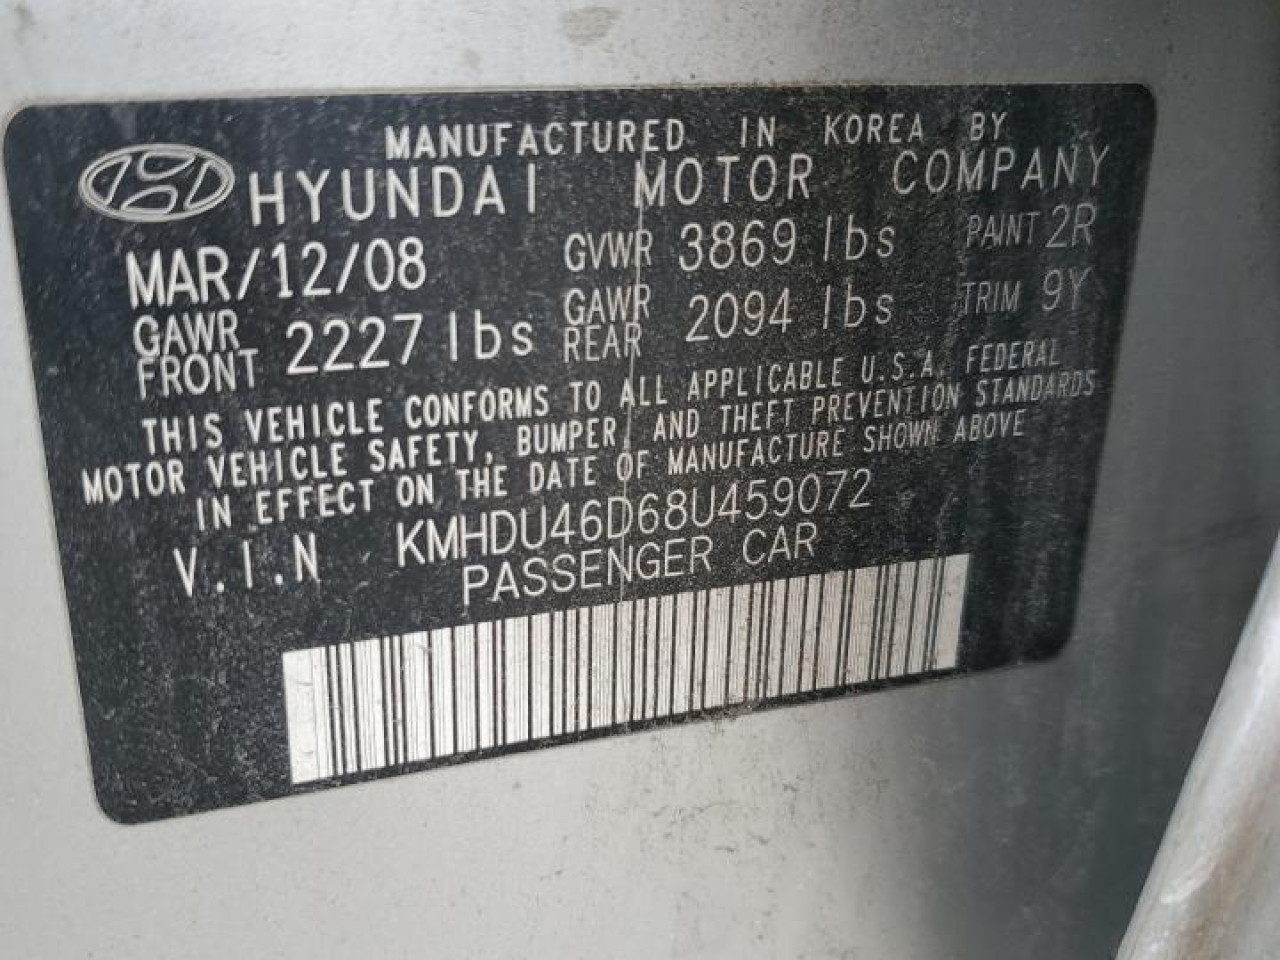 MANUFACTURED IN KOREA BY
HYUNDAI MOTOR COMPANY
MAR/12/08 GVWR 3869 lbs PAINT 2R
GAWR FRONT 2227 lbs GAWR REAR 2094 lbs TRIM 9Y
THIS VEHICLE CONFORMS TO ALL APPLICABLE U.S.A. FEDERAL
MOTOR VEHICLE SAFETY, BUMPER, AND THEFT PREVENTION STANDARDS
IN EFFECT ON THE DATE OF MANUFACTURE SHOWN ABOVE
V.I.N KMHDU46D68U459072
PASSENGER CAR